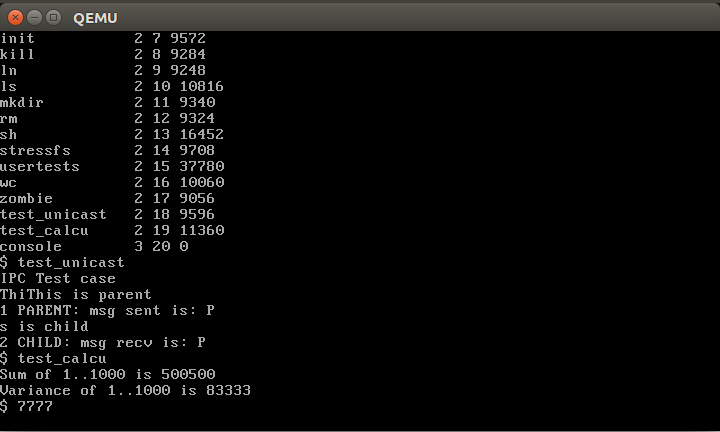 QEMU
init 2 7 9572
kill 2 8 9284
ln 2 9 9248
ls 2 10 10816
mkdir 2 11 9340
rm 2 12 9324
sh 2 13 16452
stressfs 2 14 9708
usertests 2 15 37780
wc 2 16 10060
zombie 2 17 9056
test_unicast 2 18 9596
test_calcu 2 19 11360
console 3 20 0
$ test_unicast
IPC Test case
ThiThis is parent
1 PARENT: msg sent is: P
s is child
2 CHILD: msg recv is: P
$ test_calcu
Sum of 1..1000 is 500500
Variance of 1..1000 is 83333
$ 7777